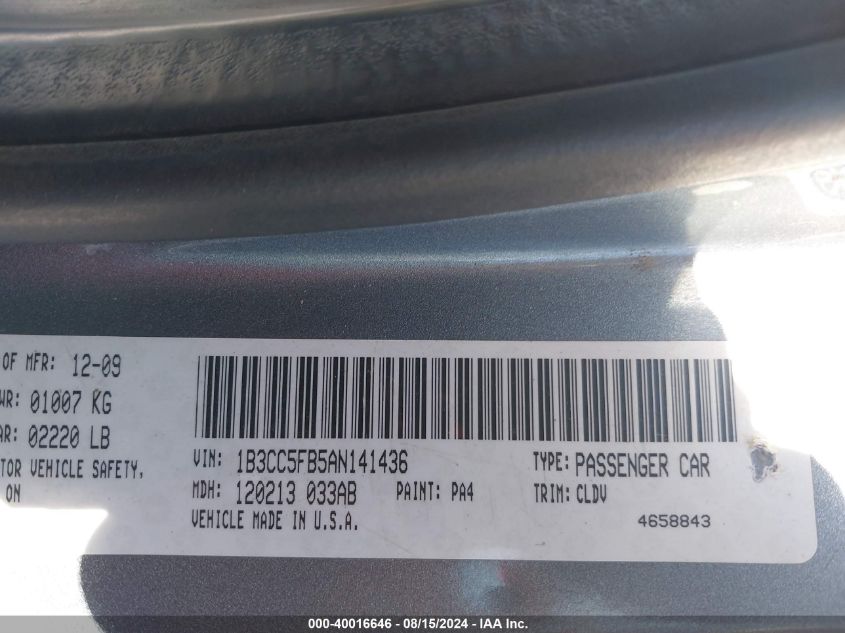 OF MFR: 12-09
WR: 01007 KG
AR: 02220 LB
TOR VEHICLE SAFETY,
ON
VIN: 1B3CC5FB5AN141436 TYPE: PASSENGER CAR
MDH: 120213 033AB PAINT: PA4 TRIM: CLDV
VEHICLE MADE IN U.S.A. 4658843
000-40016646 - 08/15/2024 - IAA Inc.